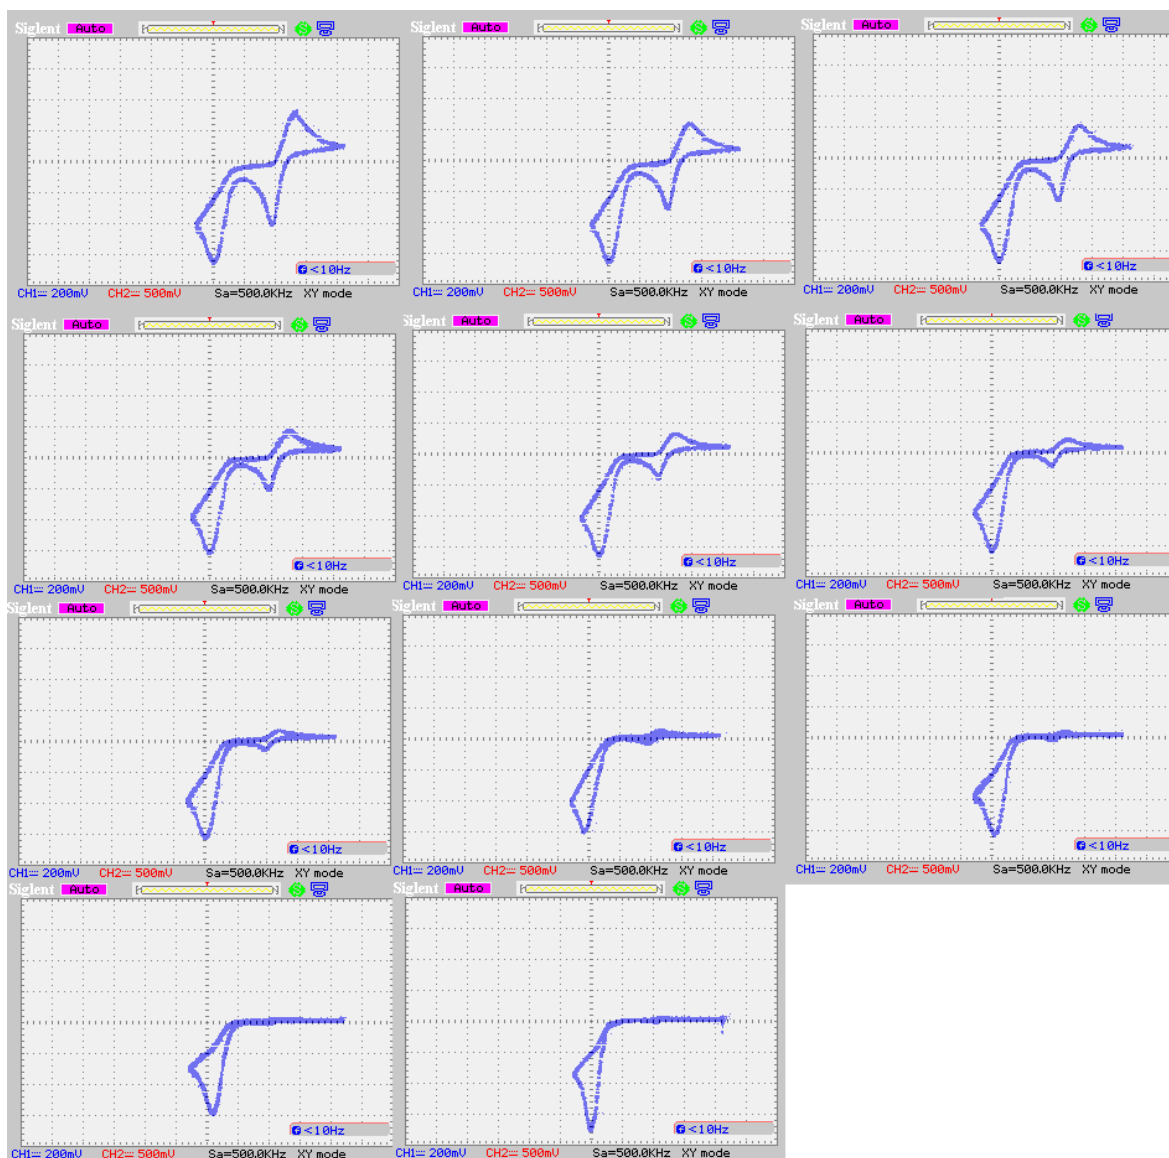 Siglent Auto
<10Hz
CH1 200mV CH2 500mV Sa=500.0KHz XY mode
Siglent Auto
<10Hz
CH1 200mV CH2 500mV Sa=500.0KHz XY mode
Siglent Auto
<10Hz
CH1 200mV CH2 500mV Sa=500.0KHz XY mode
Siglent Auto
<10Hz
CH1 200mV CH2 500mV Sa=500.0KHz XY mode
Siglent Auto
<10Hz
CH1 200mV CH2 500mV Sa=500.0KHz XY mode
Siglent Auto
<10Hz
CH1 200mV CH2 500mV Sa=500.0KHz XY mode
Siglent Auto
<10Hz
CH1 200mV CH2 500mV Sa=500.0KHz XY mode
Siglent Auto
<10Hz
CH1 200mV CH2 500mV Sa=500.0KHz XY mode
Siglent Auto
<10Hz
CH1 200mV CH2 500mV Sa=500.0KHz XY mode
Siglent Auto
<10Hz
CH1 200mV CH2 500mV Sa=500.0KHz XY mode
Siglent Auto
<10Hz
CH1 200mV CH2 500mV Sa=500.0KHz XY mode